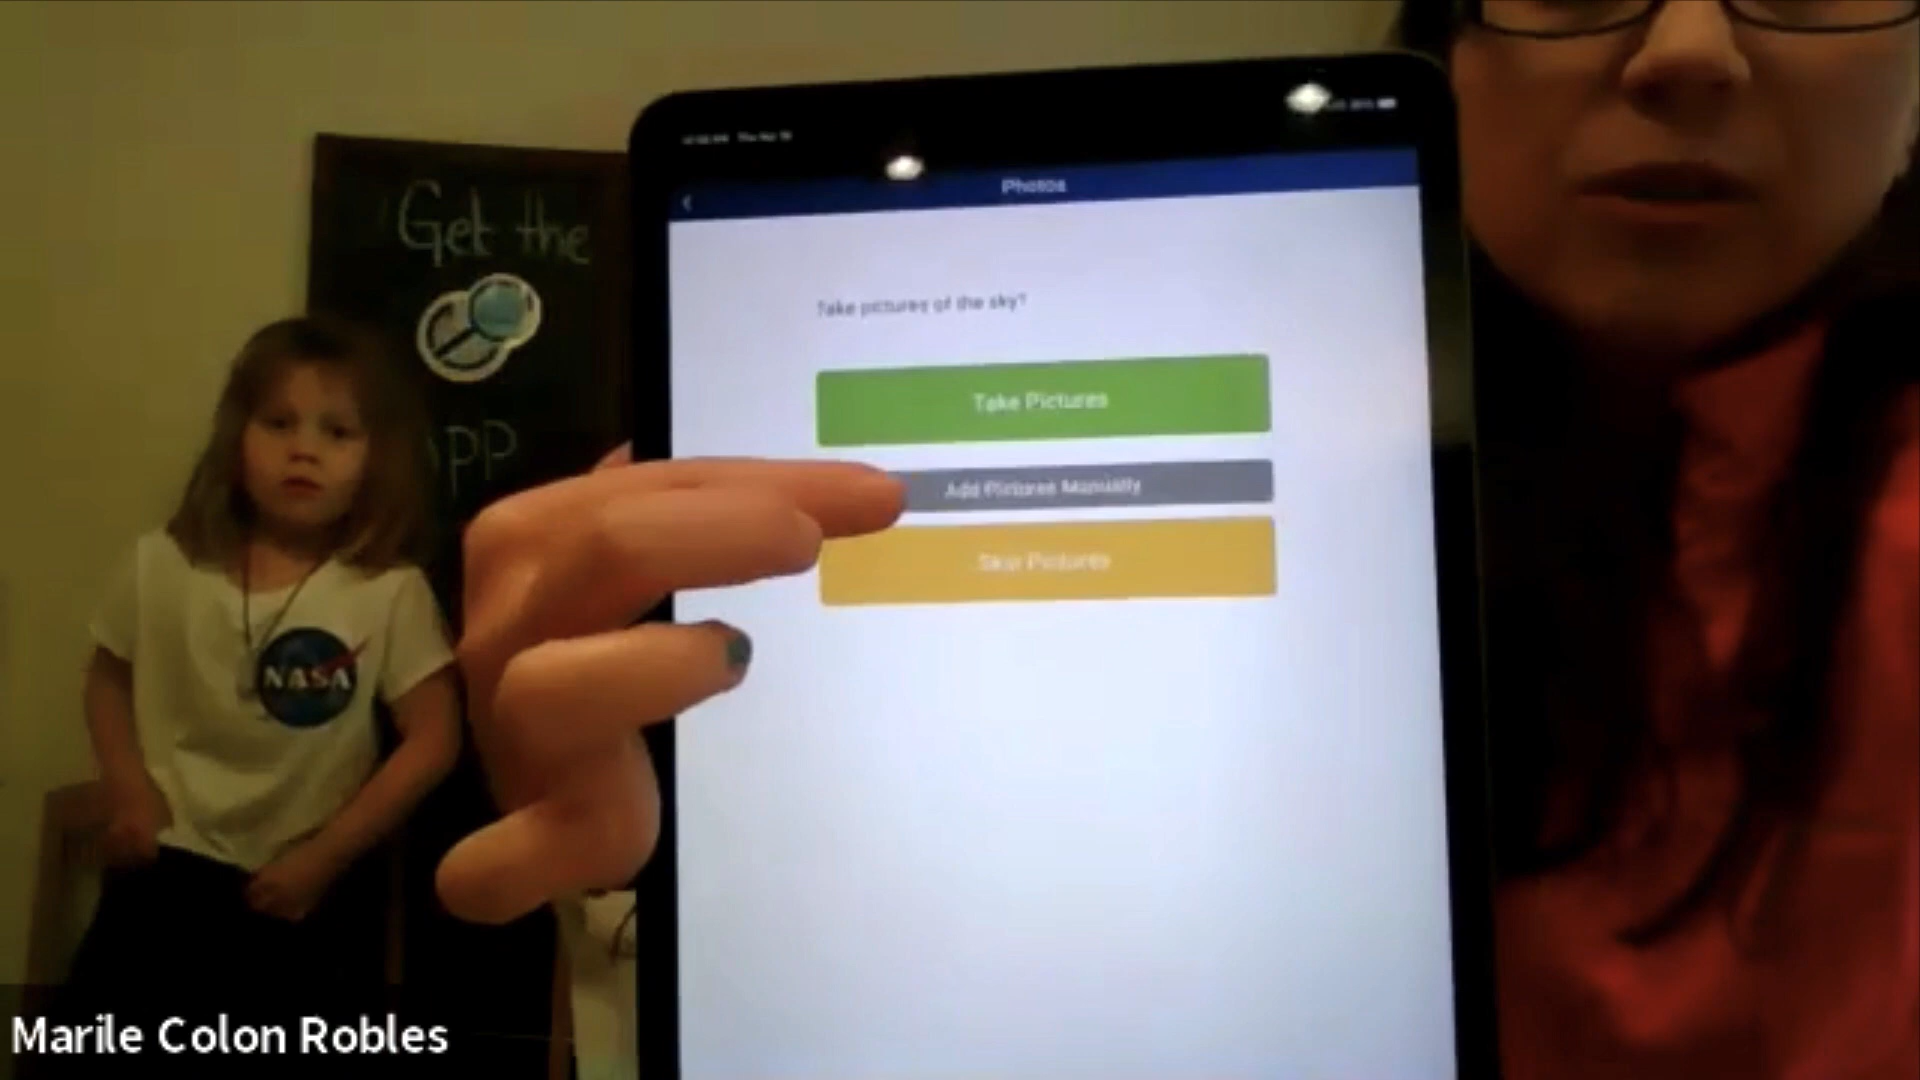 Get the
PP
NASA
Photos
Take pictures of the sky?
Take Pictures
Add Pictures Manually
Skip Pictures
Marile Colon Robles